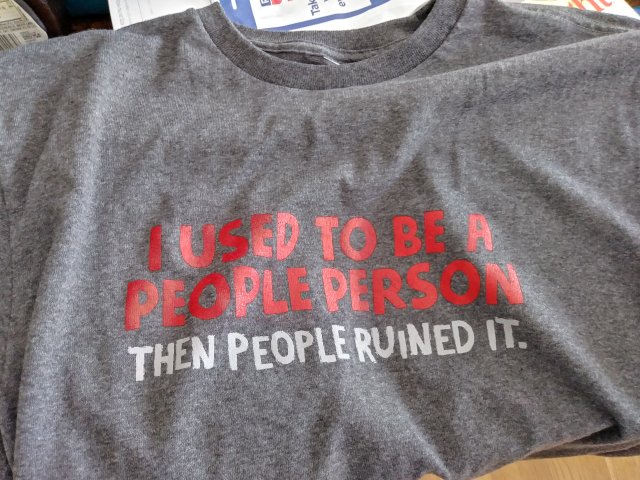 I USED TO BE A
PEOPLE PERSON
THEN PEOPLE RUINED IT.